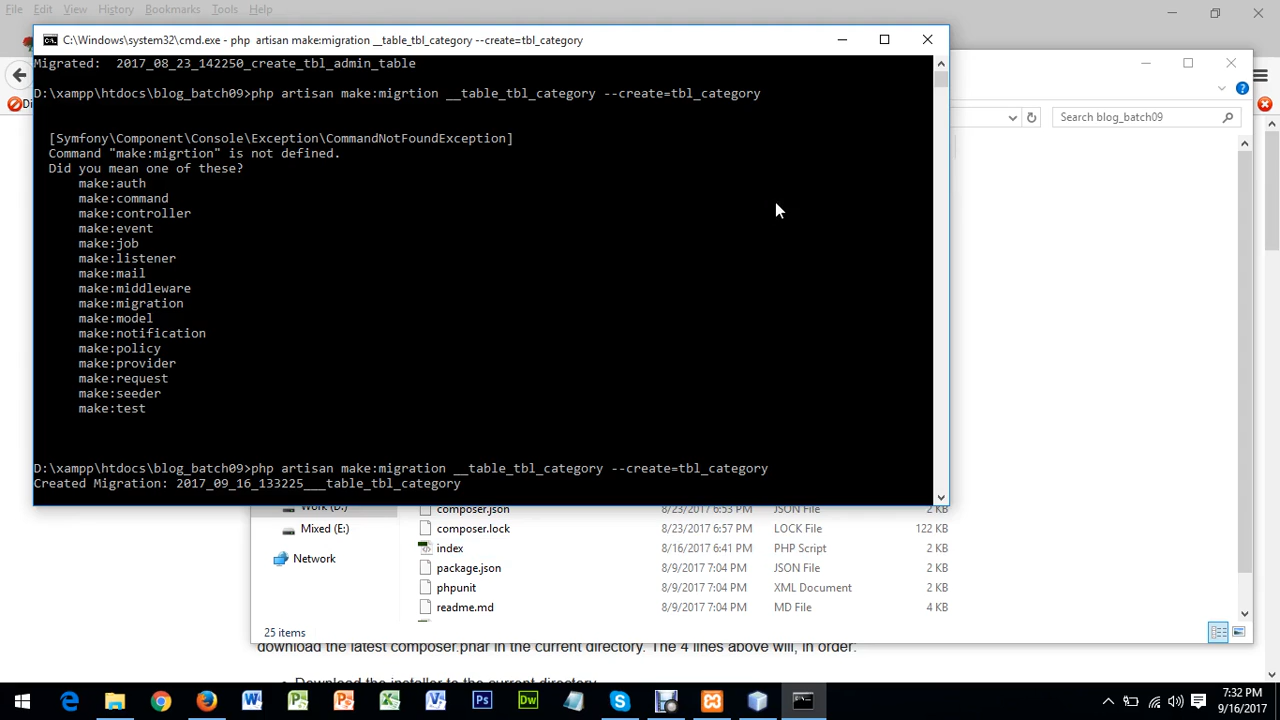 File Edit View History Bookmarks Tools Help
C:\Windows\system32\cmd.exe - php artisan make:migration __table_tbl_category --create=tbl_category
Migrated: 2017_08_23_142250_create_tbl_admin_table
D:\xampp\htdocs\blog_batch09>php artisan make:migrtion __table_tbl_category --create=tbl_category
Search blog_batch09
[Symfony\Component\Console\Exception\CommandNotFoundException]
Command "make:migrtion" is not defined.
Did you mean one of these?
make:auth
make:command
make:controller
make:event
make:job
make:listener
make:mail
make:middleware
make:migration
make:model
make:notification
make:policy
make:provider
make:request
make:seeder
make:test
D:\xampp\htdocs\blog_batch09>php artisan make:migration __table_tbl_category --create=tbl_category
Created Migration: 2017_09_16_133225___table_tbl_category
Work (D:)
composer.json 8/23/2017 6:53 PM JSON File 2 KB
Mixed (E:)
composer.lock 8/23/2017 6:57 PM LOCK File 122 KB
index 8/16/2017 6:41 PM PHP Script 2 KB
Network
package.json 8/9/2017 7:04 PM JSON File 2 KB
phpunit 8/9/2017 7:04 PM XML Document 2 KB
readme.md 8/9/2017 7:04 PM MD File 4 KB
25 items
download the latest composer.phar in the current directory. The 4 lines above will, in order:
Download the installer to the current directory
7:32 PM
9/16/2017